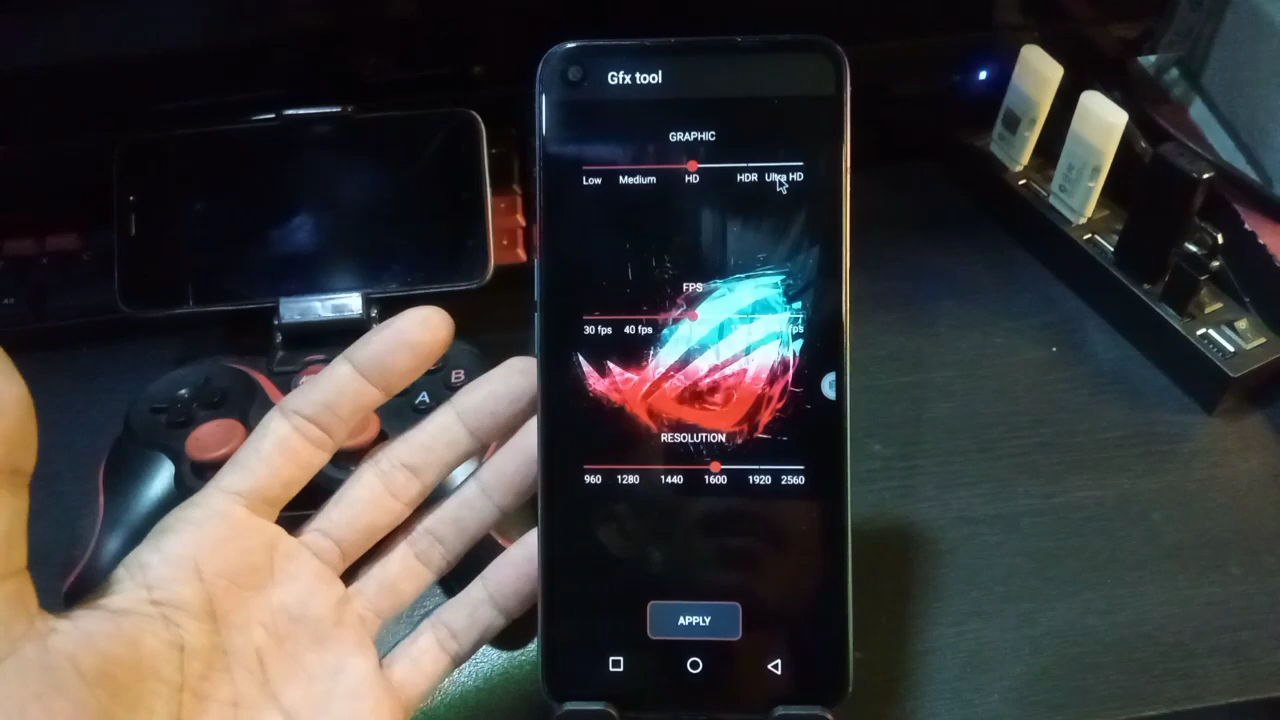 Gfx tool
GRAPHIC
Low Medium HD HDR Ultra HD
FPS
30 fps 40 fps fps
RESOLUTION
960 1280 1440 1600 1920 2560
APPLY
B
A